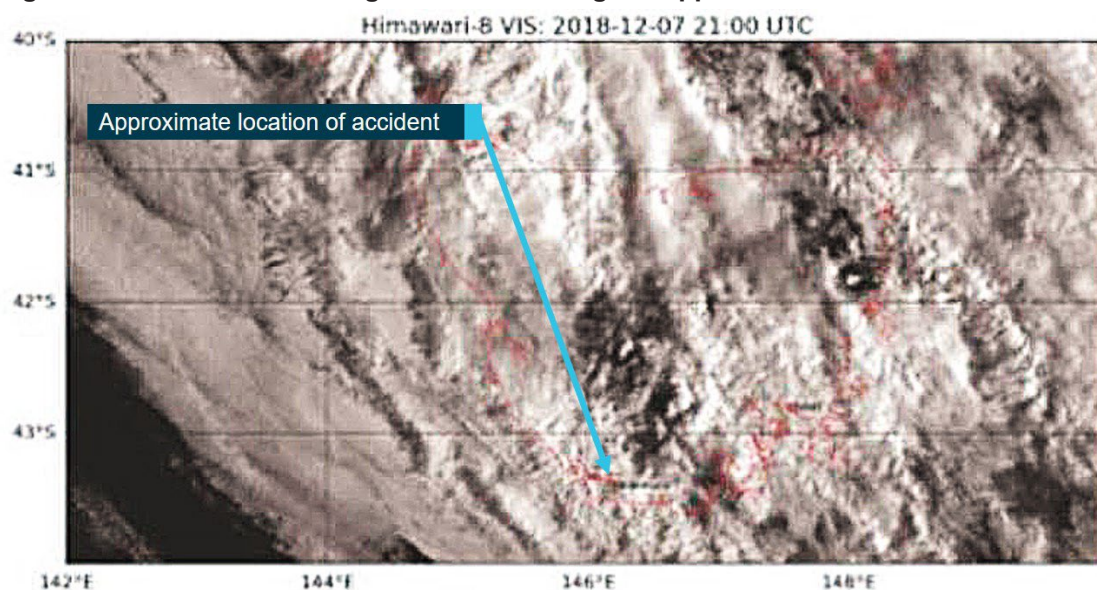 Himawari-8 VIS: 2018-12-07 21:00 UTC
40°S
Approximate location of accident
41°S
42°S
43°S
142°E
144°E
146°E
148°E